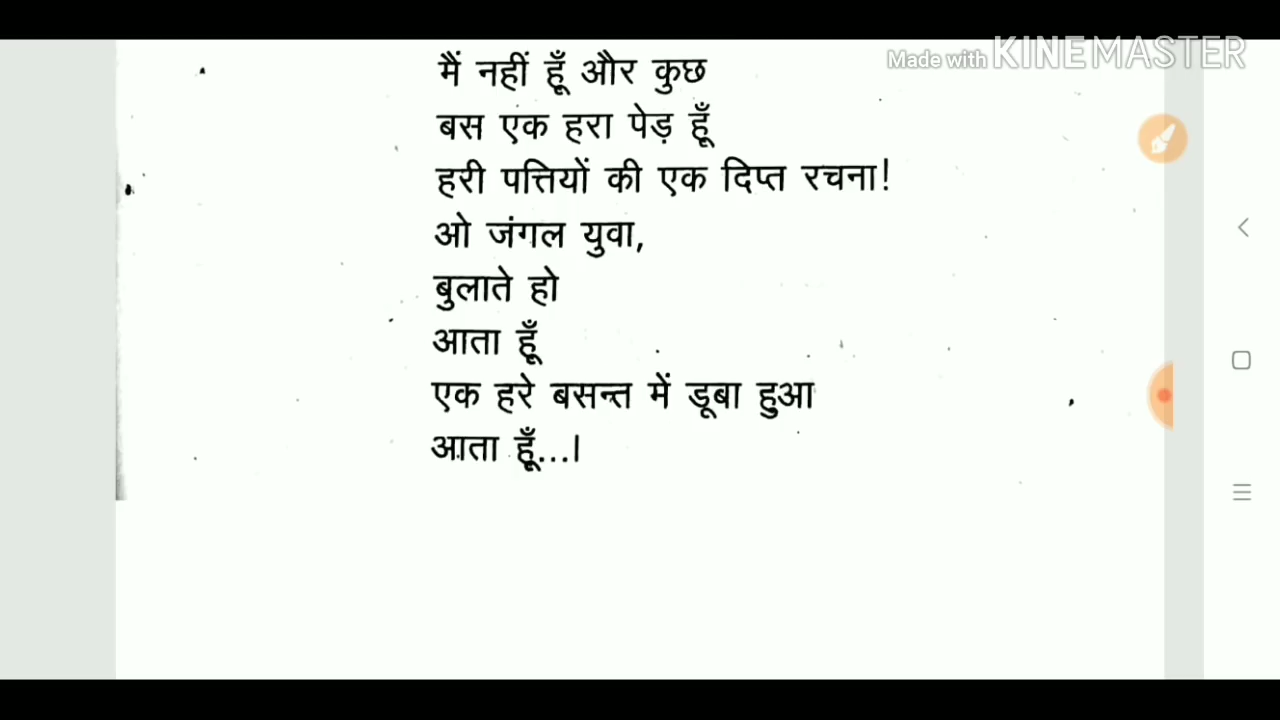 Made with KINEMASTER
मैं नहीं हूँ और कुछ
बस एक हरा पेड़ हूँ
हरी पत्तियों की एक दिप्त रचना!
ओ जंगल युवा,
बुलाते हो
आता हूँ
एक हरे बसन्त में डूबा हुआ
आता हूँ...।